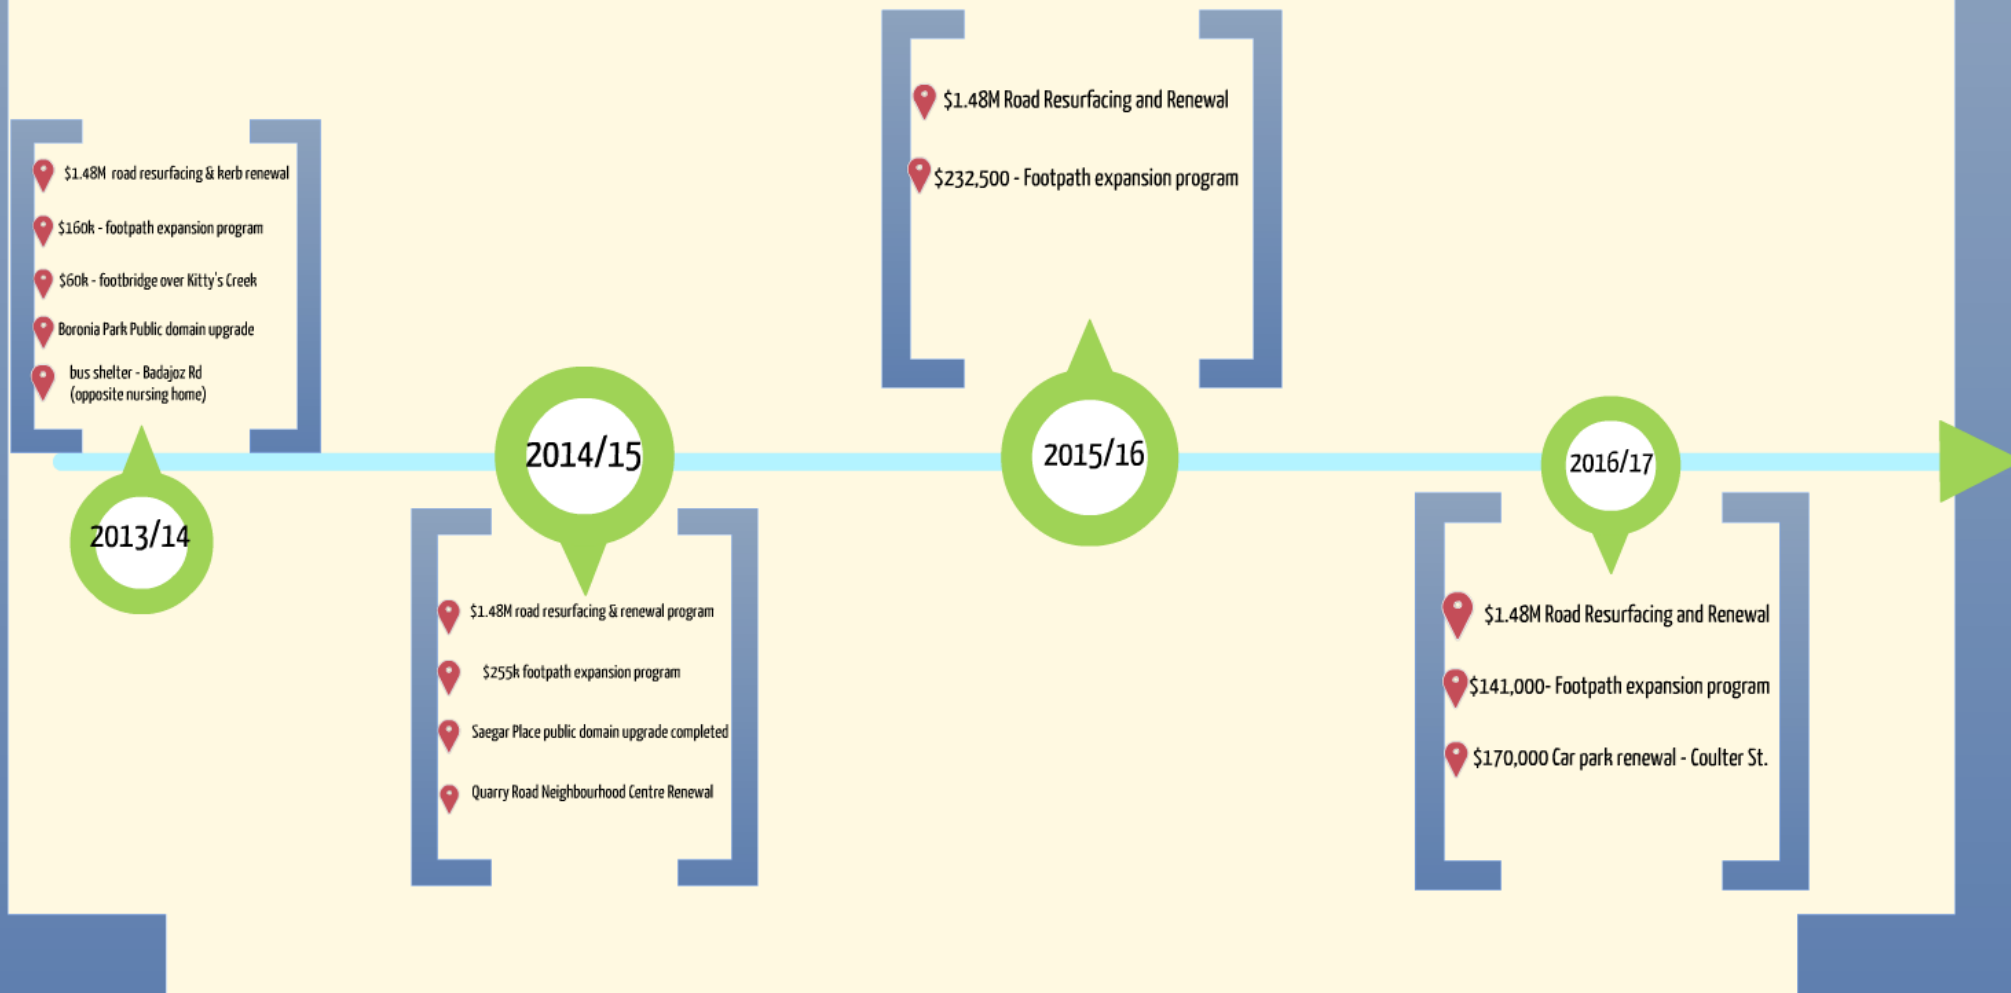 $1.48M road resurfacing & kerb renewal
$160k - footpath expansion program
$60k - footbridge over Kitty's Creek
Boronia Park Public domain upgrade
bus shelter - Badajoz Rd
(opposite nursing home)
2013/14
2014/15
$1.48M road resurfacing & renewal program
$255k footpath expansion program
Saegar Place public domain upgrade completed
Quarry Road Neighbourhood Centre Renewal
$1.48M Road Resurfacing and Renewal
$232,500 - Footpath expansion program
2015/16
2016/17
$1.48M Road Resurfacing and Renewal
$141,000- Footpath expansion program
$170,000 Car park renewal - Coulter St.